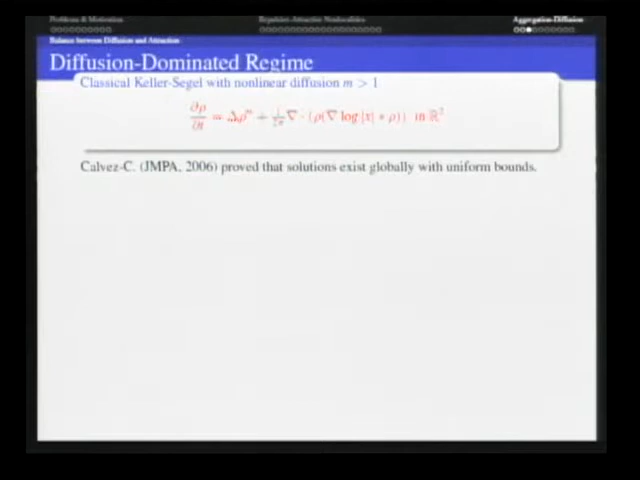 Problems & Motivation Repulsive-Attractive Nonlocalities Aggregation-Diffusion
Balance between Diffusion and Attraction
Diffusion-Dominated Regime
Classical Keller-Segel with nonlinear diffusion m > 1
∂ρ/∂t = Δρ^m + 1/2π ∇ · (ρ(∇ log |x| ∗ ρ)) in ℝ²
Calvez-C. (JMPA, 2006) proved that solutions exist globally with uniform bounds.